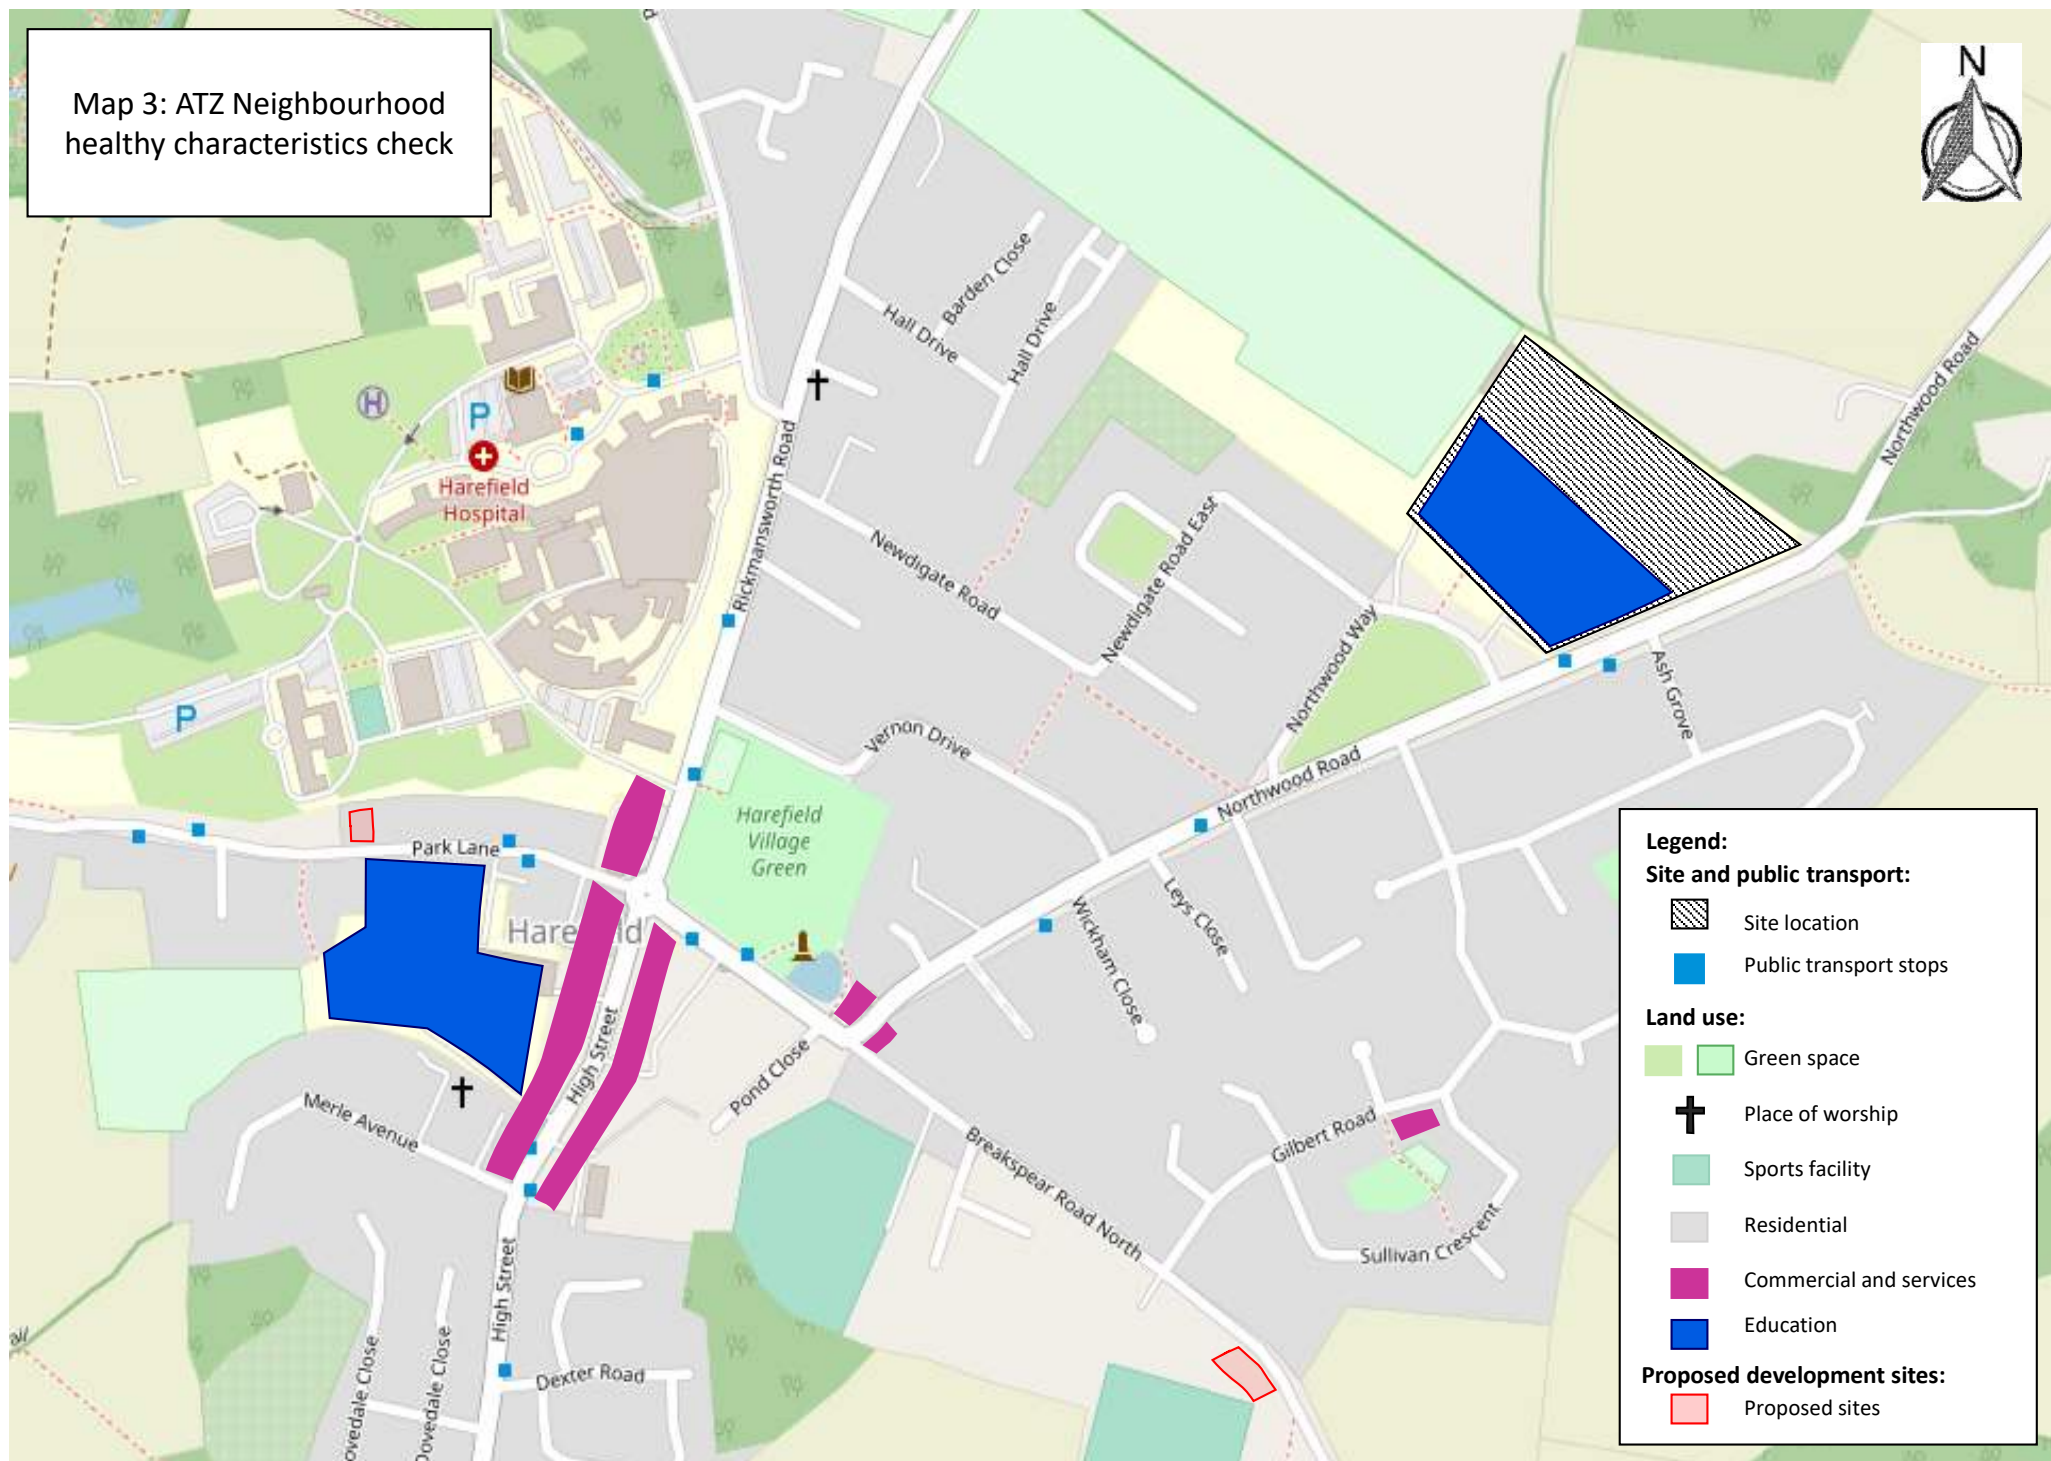 Map 3: ATZ Neighbourhood
healthy characteristics check
N
Barden Close
Hall Drive
Hall Drive
Northwood Road
P
Harefield
Hospital
H
Rickmansworth Road
Newdigate Road
Newdigate Road East
Northwood Way
Ash Grove
P
Vernon Drive
Northwood Road
Harefield
Village
Green
Park Lane
Leys Close
Wickham Close
High Street
Pond Close
Merle Avenue
Breakspear Road North
Gilbert Road
Sullivan Crescent
High Street
Dexter Road
ovedale Close
Dovedale Close
Legend:
Site and public transport:
Site location
Public transport stops
Land use:
Green space
Place of worship
Sports facility
Residential
Commercial and services
Education
Proposed development sites:
Proposed sites